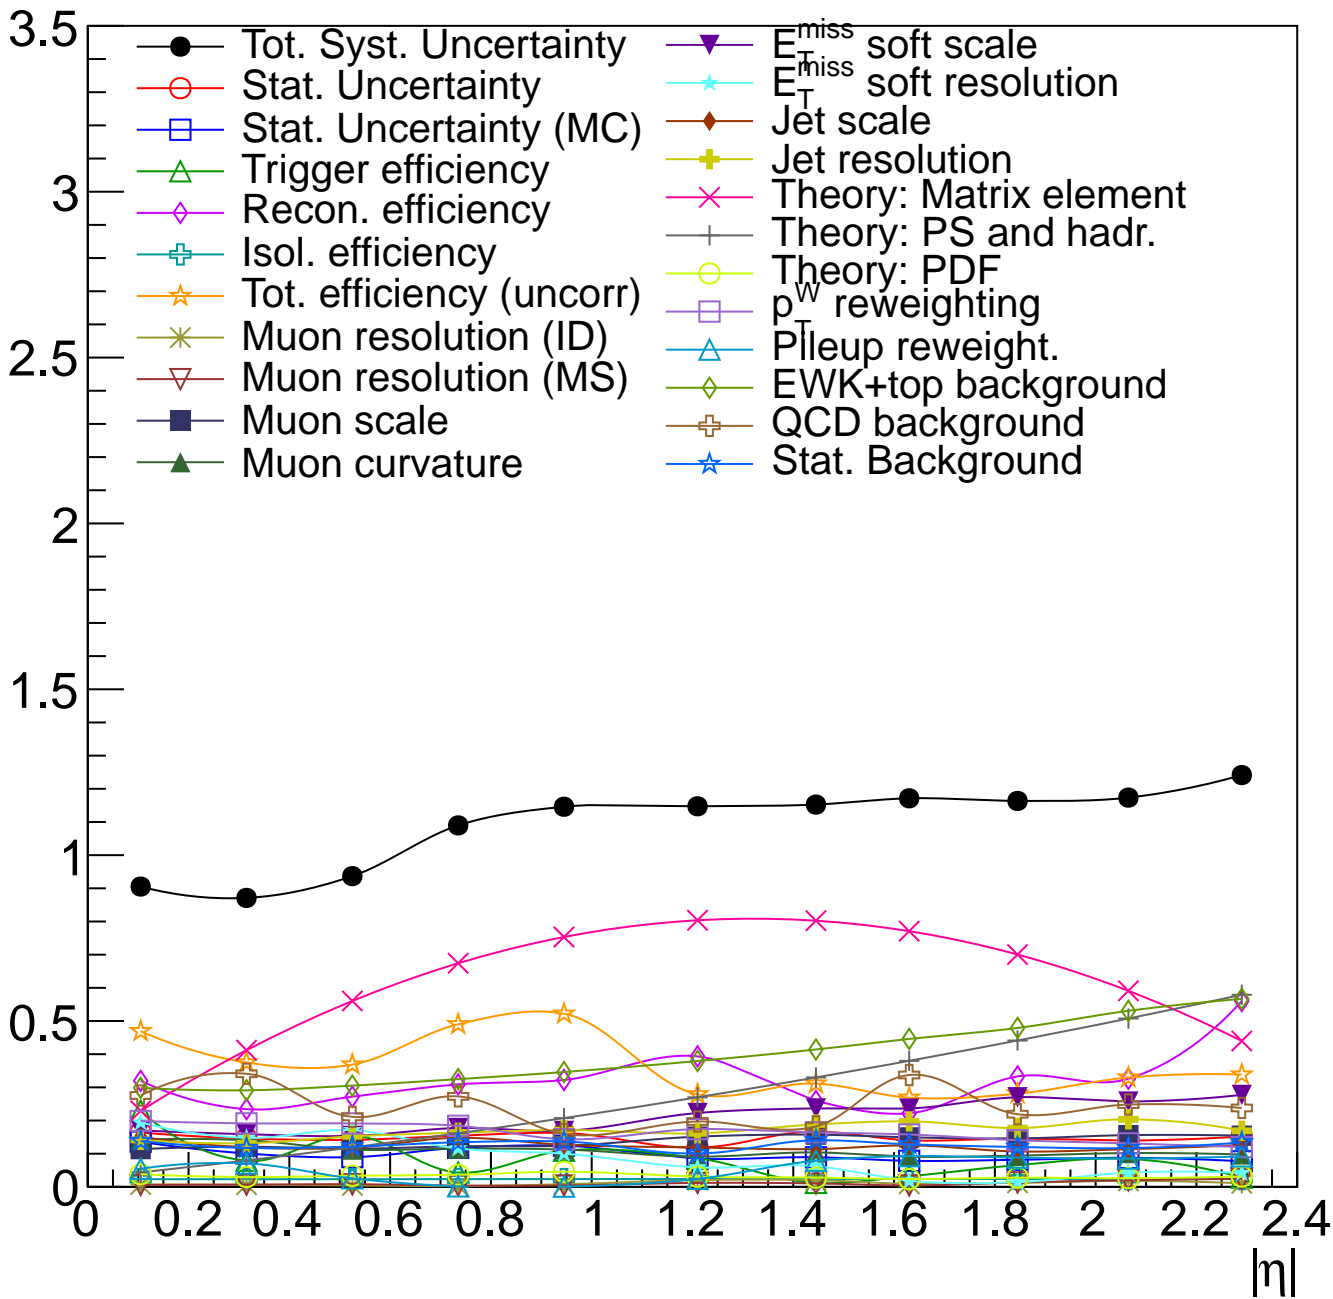 3.5
3
2.5
2
1.5
1
0.5
0
Tot. Syst. Uncertainty
Stat. Uncertainty
Stat. Uncertainty (MC)
Trigger efficiency
Recon. efficiency
Isol. efficiency
Tot. efficiency (uncorr)
Muon resolution (ID)
Muon resolution (MS)
Muon scale
Muon curvature
E_T^miss soft scale
E_T^miss soft resolution
Jet scale
Jet resolution
Theory: Matrix element
Theory: PS and hadr.
Theory: PDF
p_T^W reweighting
Pileup reweight.
EWK+top background
QCD background
Stat. Background
0 0.2 0.4 0.6 0.8 1 1.2 1.4 1.6 1.8 2 2.2 2.4
|η|